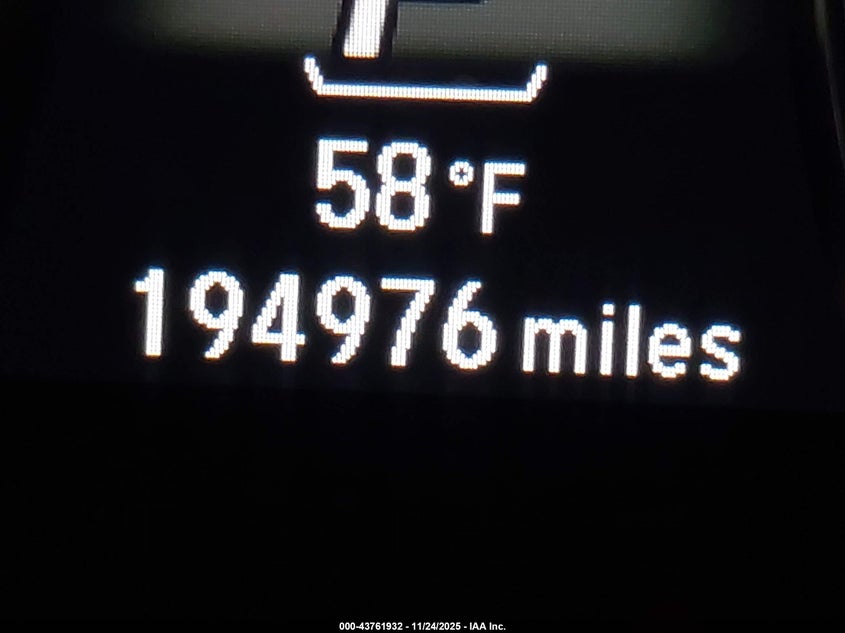 58 °F
194976 miles
000-43761932 - 11/24/2025 - IAA Inc.